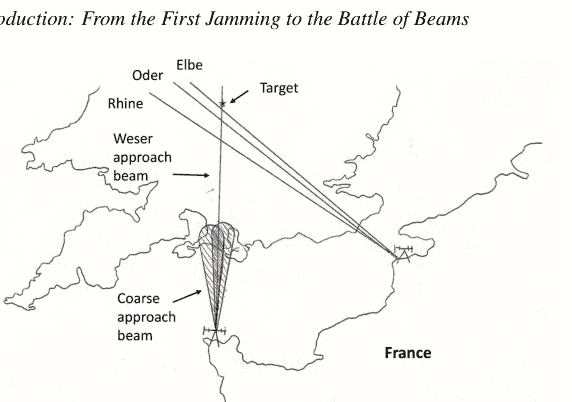 oduction: From the First Jamming to the Battle of Beams
Elbe
Oder
Target
Rhine
Weser
approach
beam
Coarse
approach
beam
France